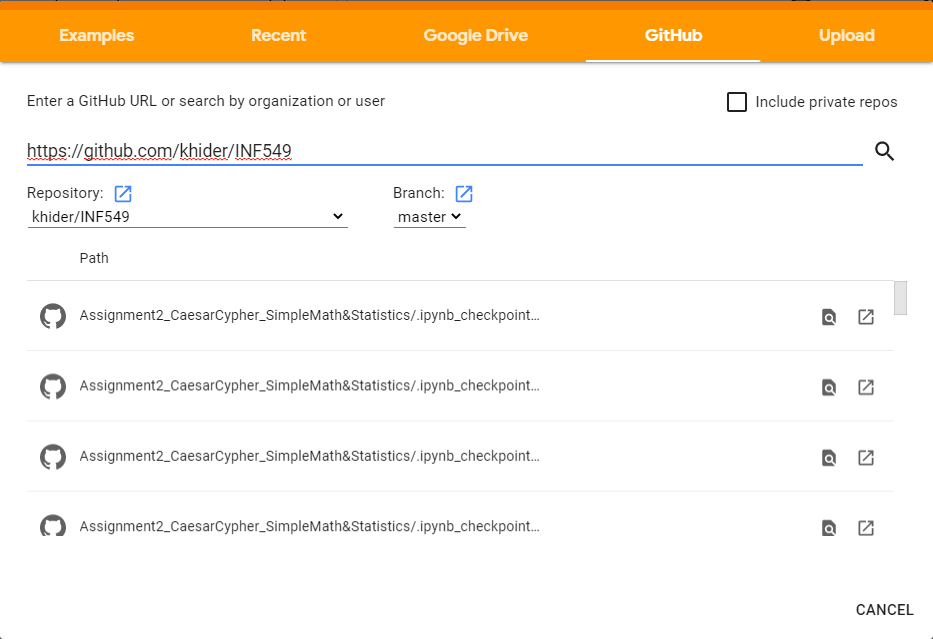 Examples Recent Google Drive GitHub Upload
Enter a GitHub URL or search by organization or user Include private repos
https://github.com/khider/INF549
Repository: Branch:
khider/INF549 master
Path
Assignment2_CaesarCypher_SimpleMath&Statistics/.ipynb_checkpoint...
Assignment2_CaesarCypher_SimpleMath&Statistics/.ipynb_checkpoint...
Assignment2_CaesarCypher_SimpleMath&Statistics/.ipynb_checkpoint...
Assignment2_CaesarCypher_SimpleMath&Statistics/.ipynb_checkpoint...
CANCEL